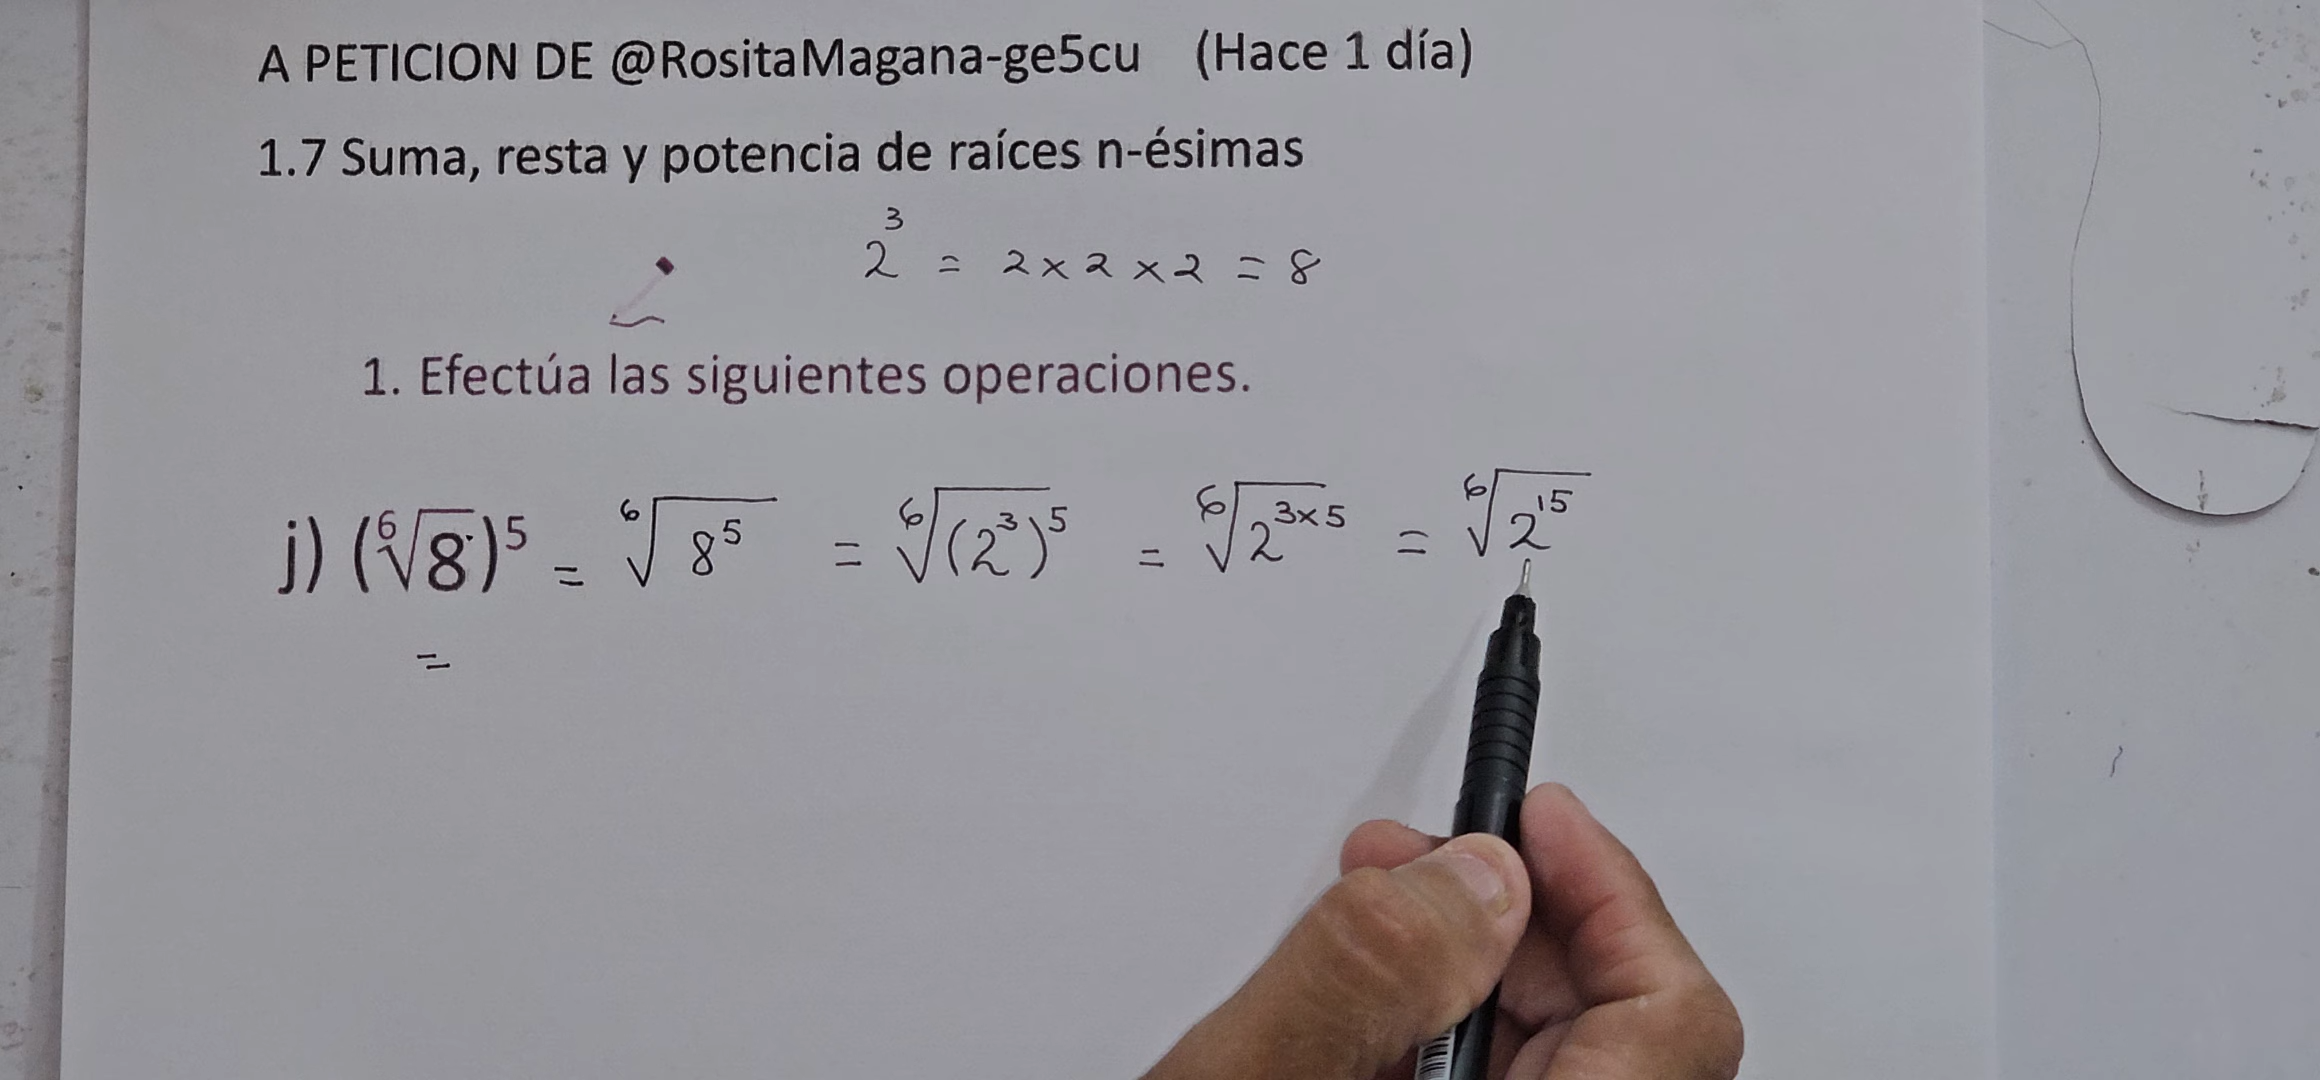 A PETICION DE @RositaMagana-ge5cu (Hace 1 día)
1.7 Suma, resta y potencia de raíces n-ésimas
2³ = 2 x 2 x 2 = 8
1. Efectúa las siguientes operaciones.
j) (⁶√8)⁵ = ⁶√8⁵ = ⁶√(2³)⁵ = ⁶√2³ˣ⁵ = ⁶√2¹⁵
=